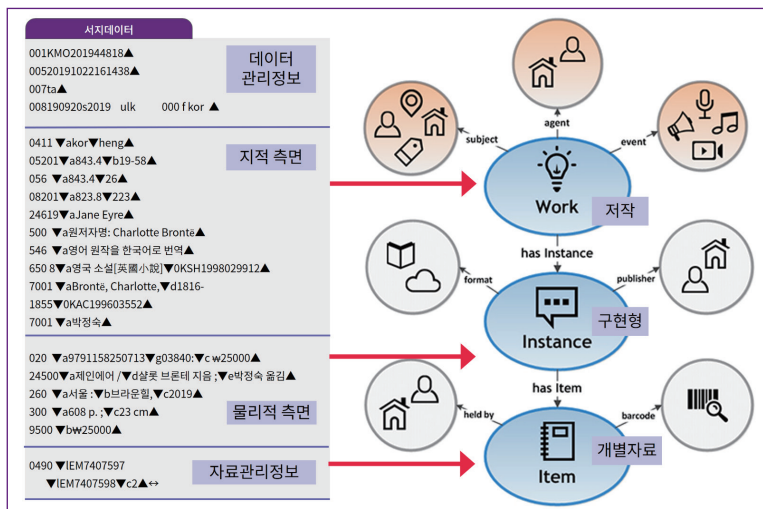 서지데이터
001KMO201944818▲
00520191022161438▲
007ta▲
008190920s2019 ulk 000 f kor ▲
데이터
관리정보
0411 ▼akor▼heng▲
05201▼a843.4▼b19-58▲
056 ▼a843.4▼26▲
08201▼a823.8▼223▲
24619▼aJane Eyre▲
500 ▼a원저자명: Charlotte Brontë▲
546 ▼a영어 원작을 한국어로 번역▲
650 8▼a영국 소설[英國小說]▼0KSH1998029912▲
7001 ▼aBrontë, Charlotte,▼d1816-
1855▼0KAC199603552▲
7001 ▼a박정숙▲
지적 측면
020 ▼a9791158250713▼g03840:▼c ₩25000▲
24500▼a제인에어 /▼d샬롯 브론테 지음 ;▼e박정숙 옮김▲
260 ▼a서울 :▼b브라운힐,▼c2019▲
300 ▼a608 p. ;▼c23 cm▲
9500 ▼b₩25000▲
물리적 측면
0490 ▼lEM7407597
▼lEM7407598▼c2▲↔
자료관리정보
agent
subject
event
Work
저작
has Instance
format
publisher
Instance
구현형
has Item
held by
barcode
Item
개별자료